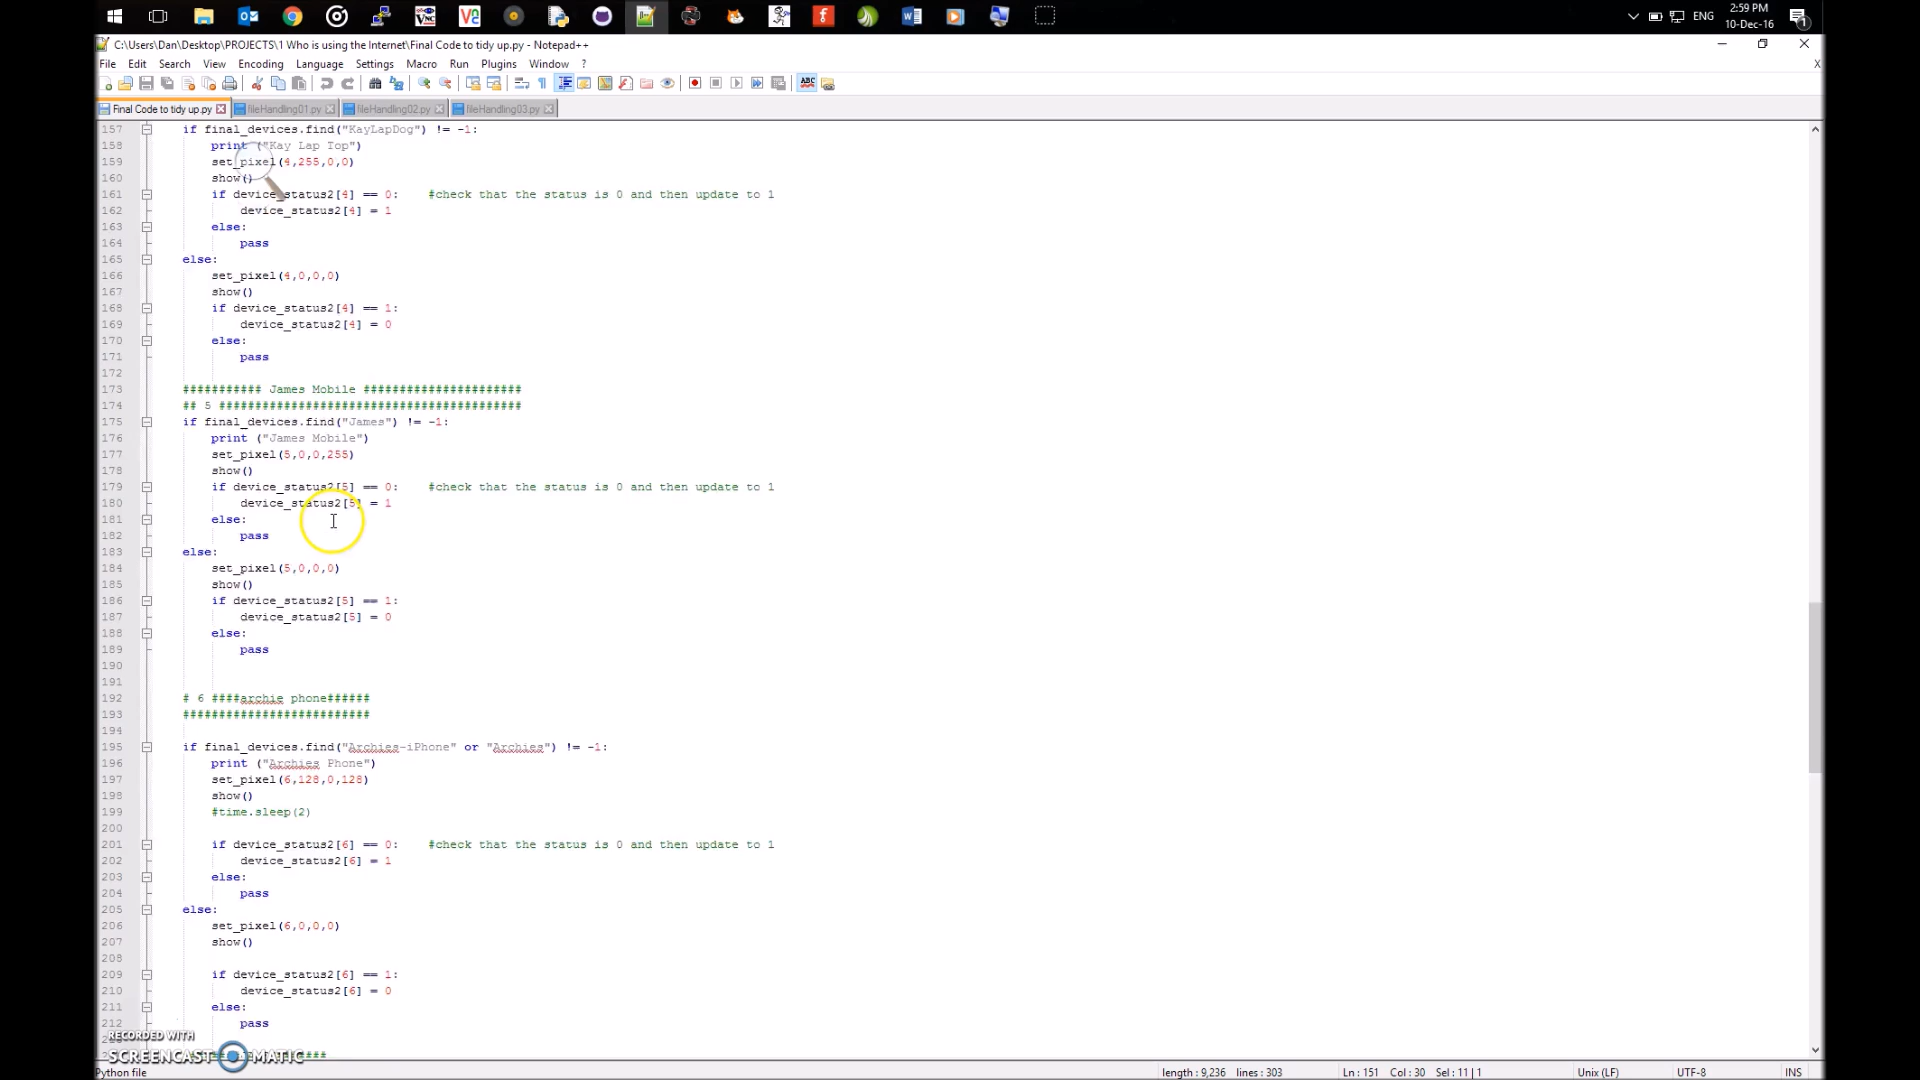 2:59 PM
ENG
10-Dec-16
C:\Users\Dan\Desktop\PROJECTS\1 Who is using the Internet\Final Code to tidy up.py - Notepad++
File Edit Search View Encoding Language Settings Macro Run Plugins Window ?
Final Code to tidy up.py fileHandling01.py fileHandling02.py fileHandling03.py
157 if final_devices.find("KayLapDog") != -1:
158 print ("Kay Lap Top")
159 set_pixel(4,255,0,0)
160 show()
161 if device_status2[4] == 0: #check that the status is 0 and then update to 1
162 device_status2[4] = 1
163 else:
164 pass
165 else:
166 set_pixel(4,0,0,0)
167 show()
168 if device_status2[4] == 1:
169 device_status2[4] = 0
170 else:
171 pass
172
173 ########### James Mobile ######################
174 ## 5 ##########################################
175 if final_devices.find("James") != -1:
176 print ("James Mobile")
177 set_pixel(5,0,0,255)
178 show()
179 if device_status2[5] == 0: #check that the status is 0 and then update to 1
180 device_status2[5] = 1
181 else:
182 pass
183 else:
184 set_pixel(5,0,0,0)
185 show()
186 if device_status2[5] == 1:
187 device_status2[5] = 0
188 else:
189 pass
190
191
192 # 6 ####archie phone######
193 ##########################
194
195 if final_devices.find("Archies-iPhone" or "Archies") != -1:
196 print ("Archies Phone")
197 set_pixel(6,128,0,128)
198 show()
199 #time.sleep(2)
200
201 if device_status2[6] == 0: #check that the status is 0 and then update to 1
202 device_status2[6] = 1
203 else:
204 pass
205 else:
206 set_pixel(6,0,0,0)
207 show()
208
209 if device_status2[6] == 1:
210 device_status2[6] = 0
211 else:
212 pass
RECORDED WITH
SCREENCAST MATIC
Python file length : 9,236 lines : 303 Ln : 151 Col : 30 Sel : 11 | 1 Unix (LF) UTF-8 INS